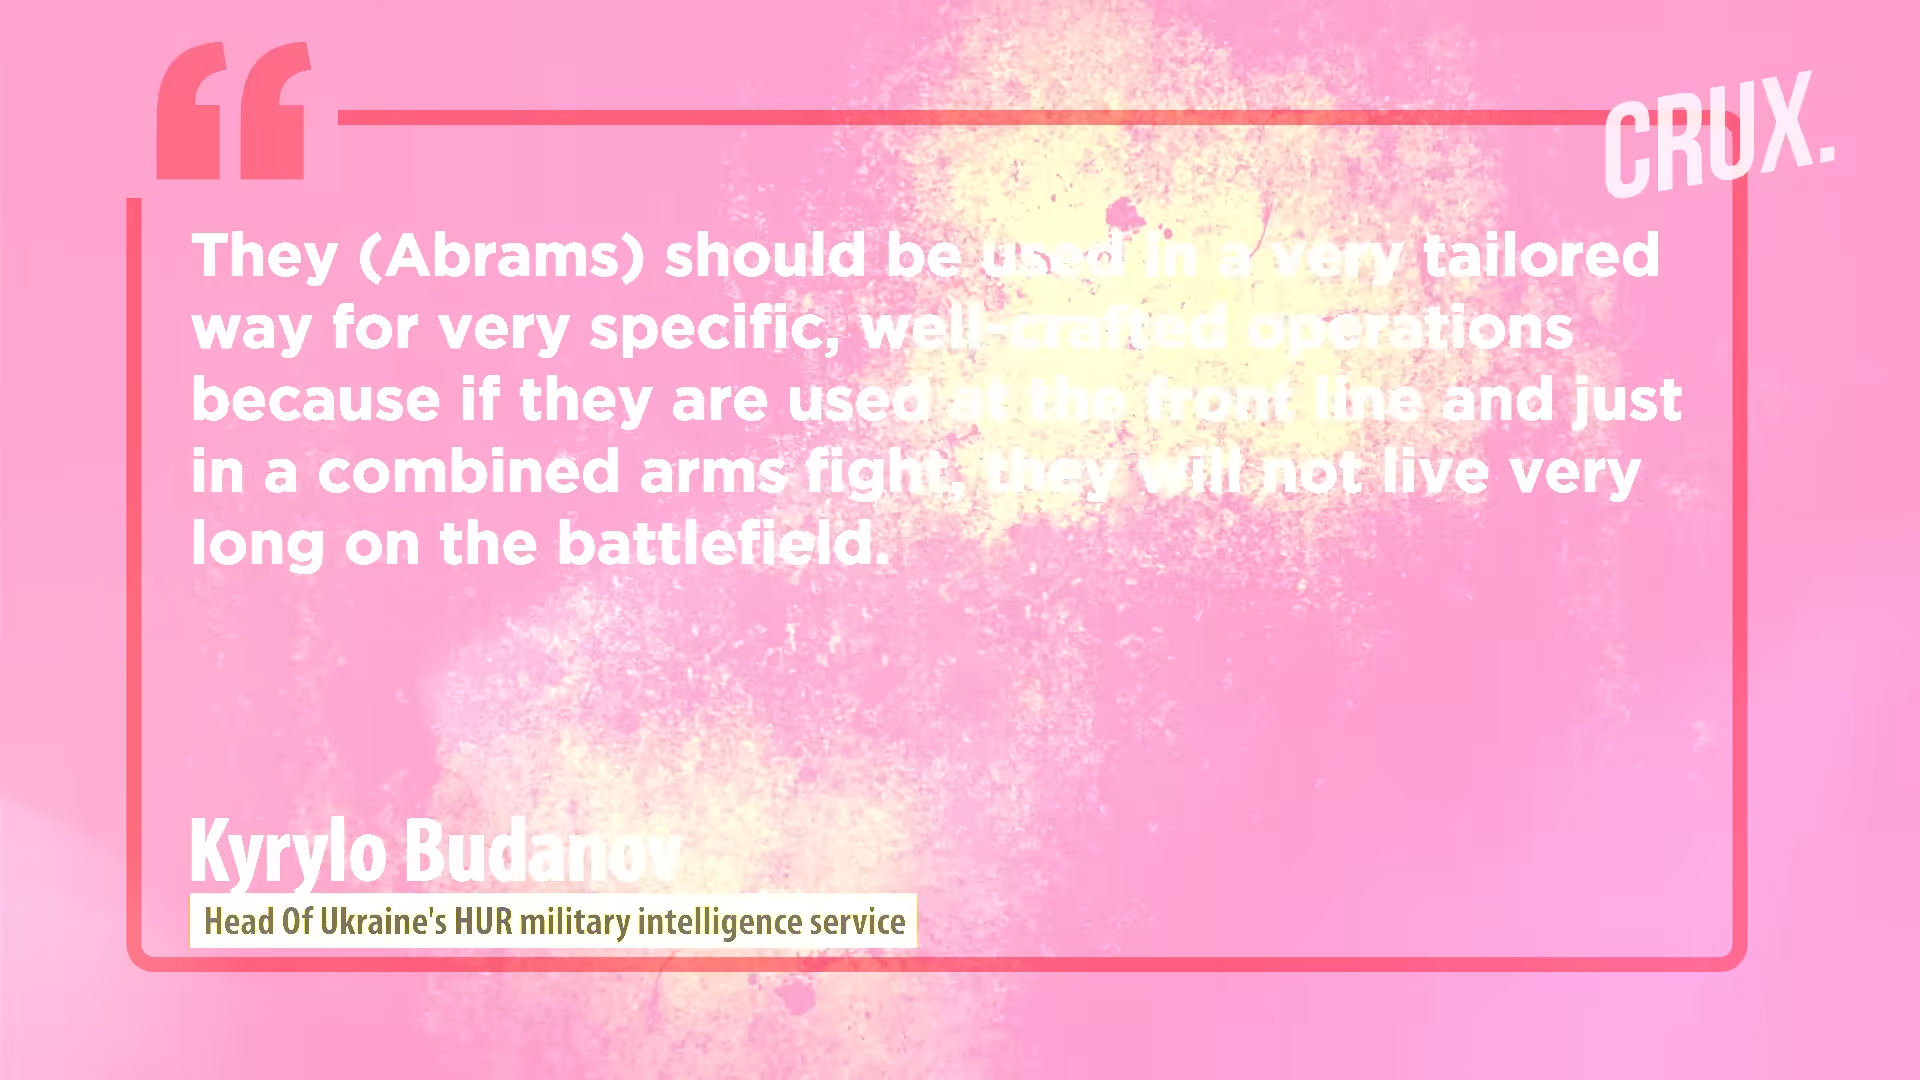 CRUX.
They (Abrams) should be used in a very tailored
way for very specific, well-crafted operations
because if they are used at the front line and just
in a combined arms fight, they will not live very
long on the battlefield.
Kyrylo Budanov
Head Of Ukraine's HUR military intelligence service